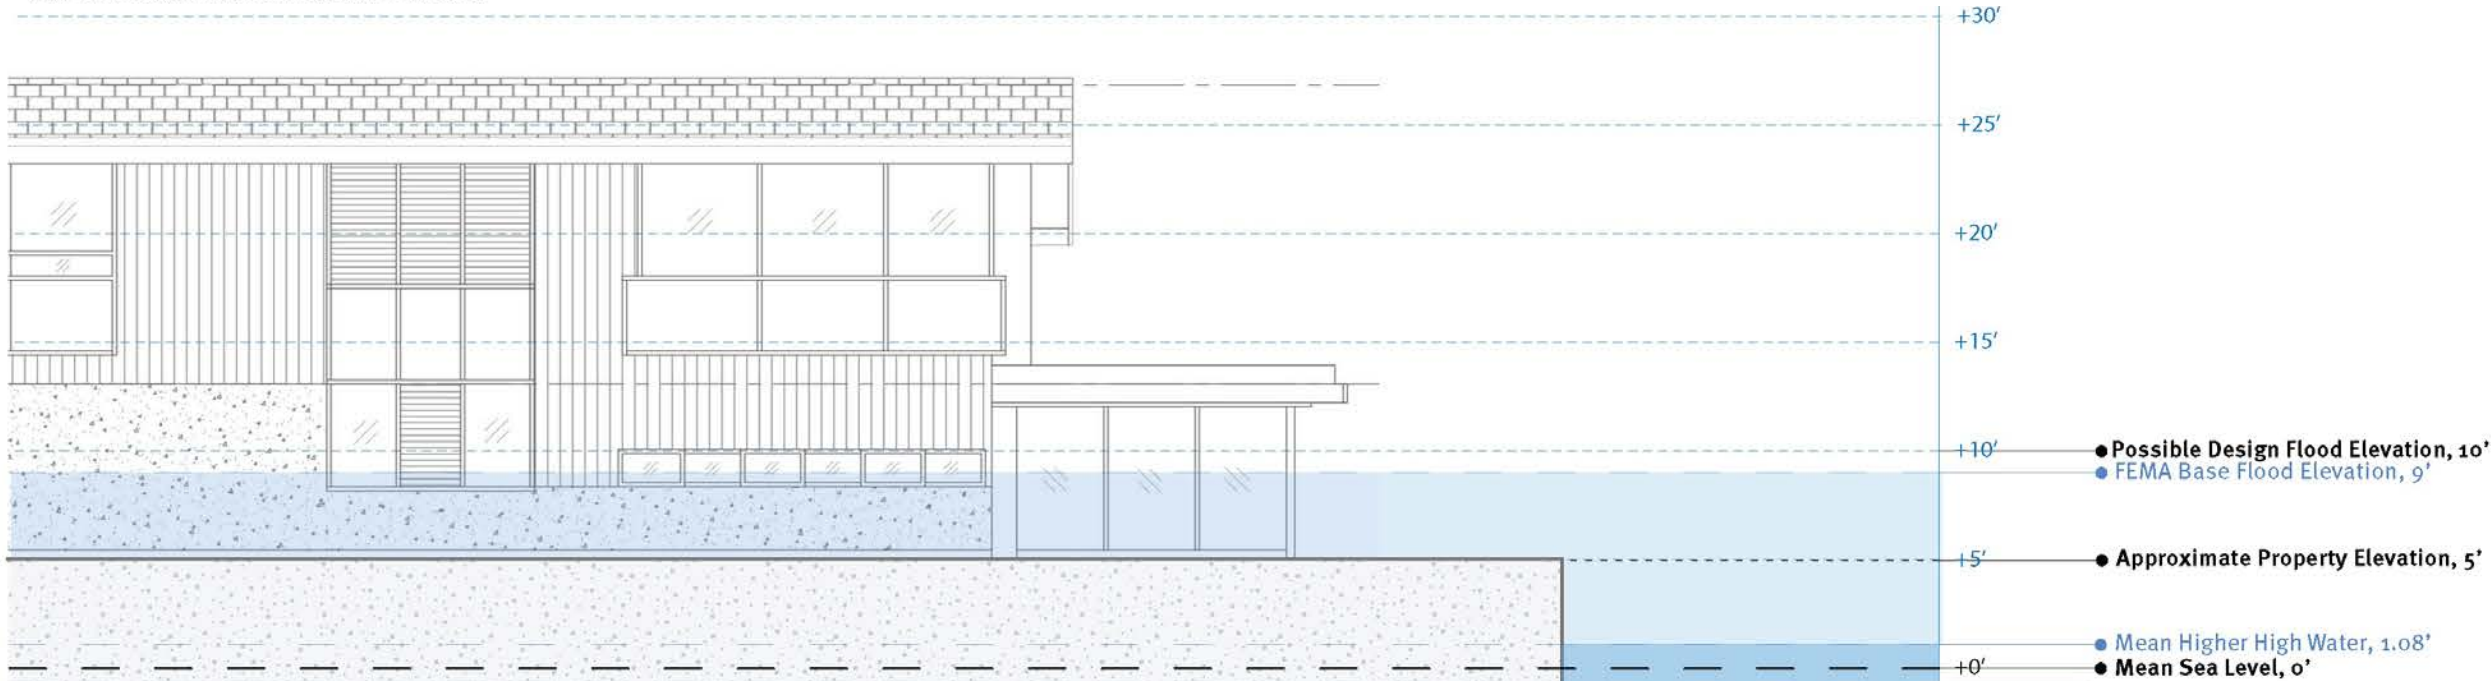 +30'
+25'
+20'
+15'
+10'
Possible Design Flood Elevation, 10'
FEMA Base Flood Elevation, 9'
+5'
Approximate Property Elevation, 5'
Mean Higher High Water, 1.08'
+0'
Mean Sea Level, 0'